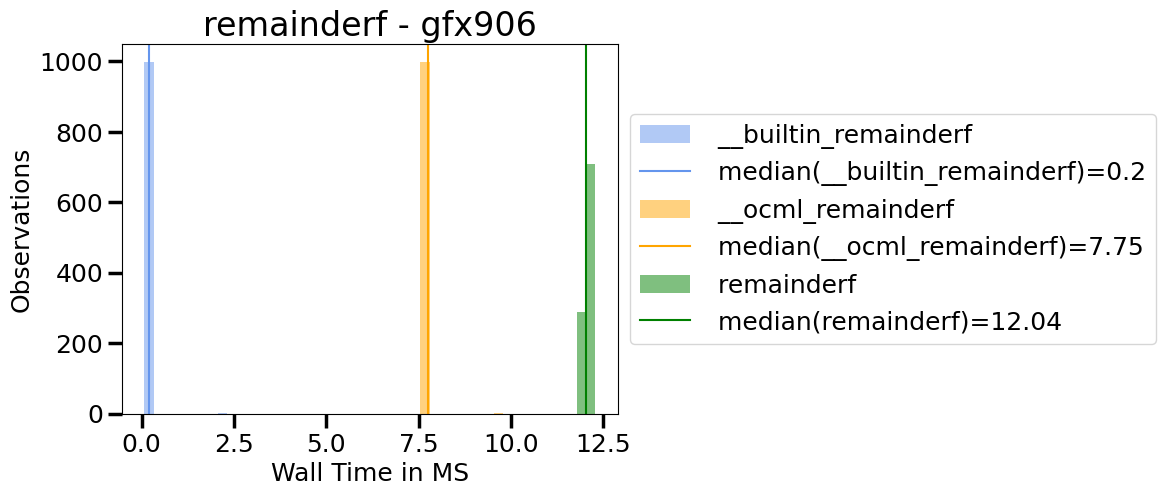 remainderf - gfx906
1000
800
600
400
200
0
Observations
0.0 2.5 5.0 7.5 10.0 12.5
Wall Time in MS
__builtin_remainderf
median(__builtin_remainderf)=0.2
__ocml_remainderf
median(__ocml_remainderf)=7.75
remainderf
median(remainderf)=12.04